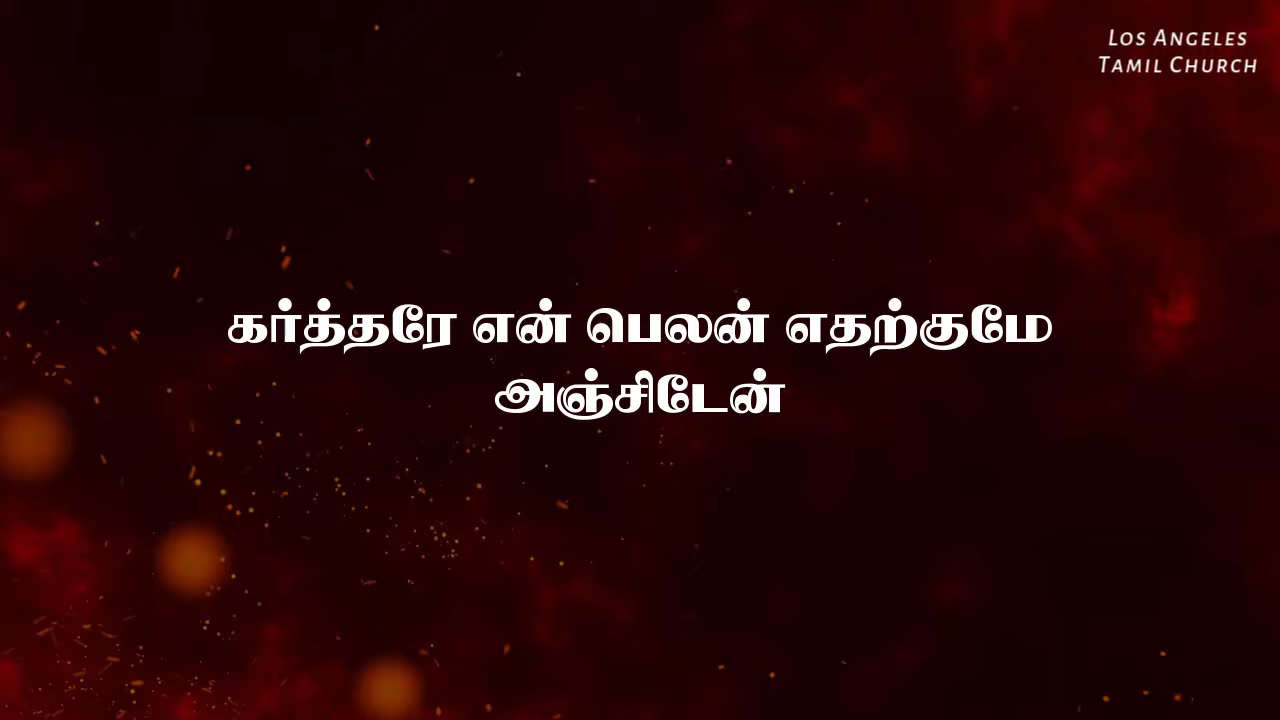 Los Angeles
Tamil Church
கர்த்தரே என் பெலன் எதற்குமே
அஞ்சிடேன்